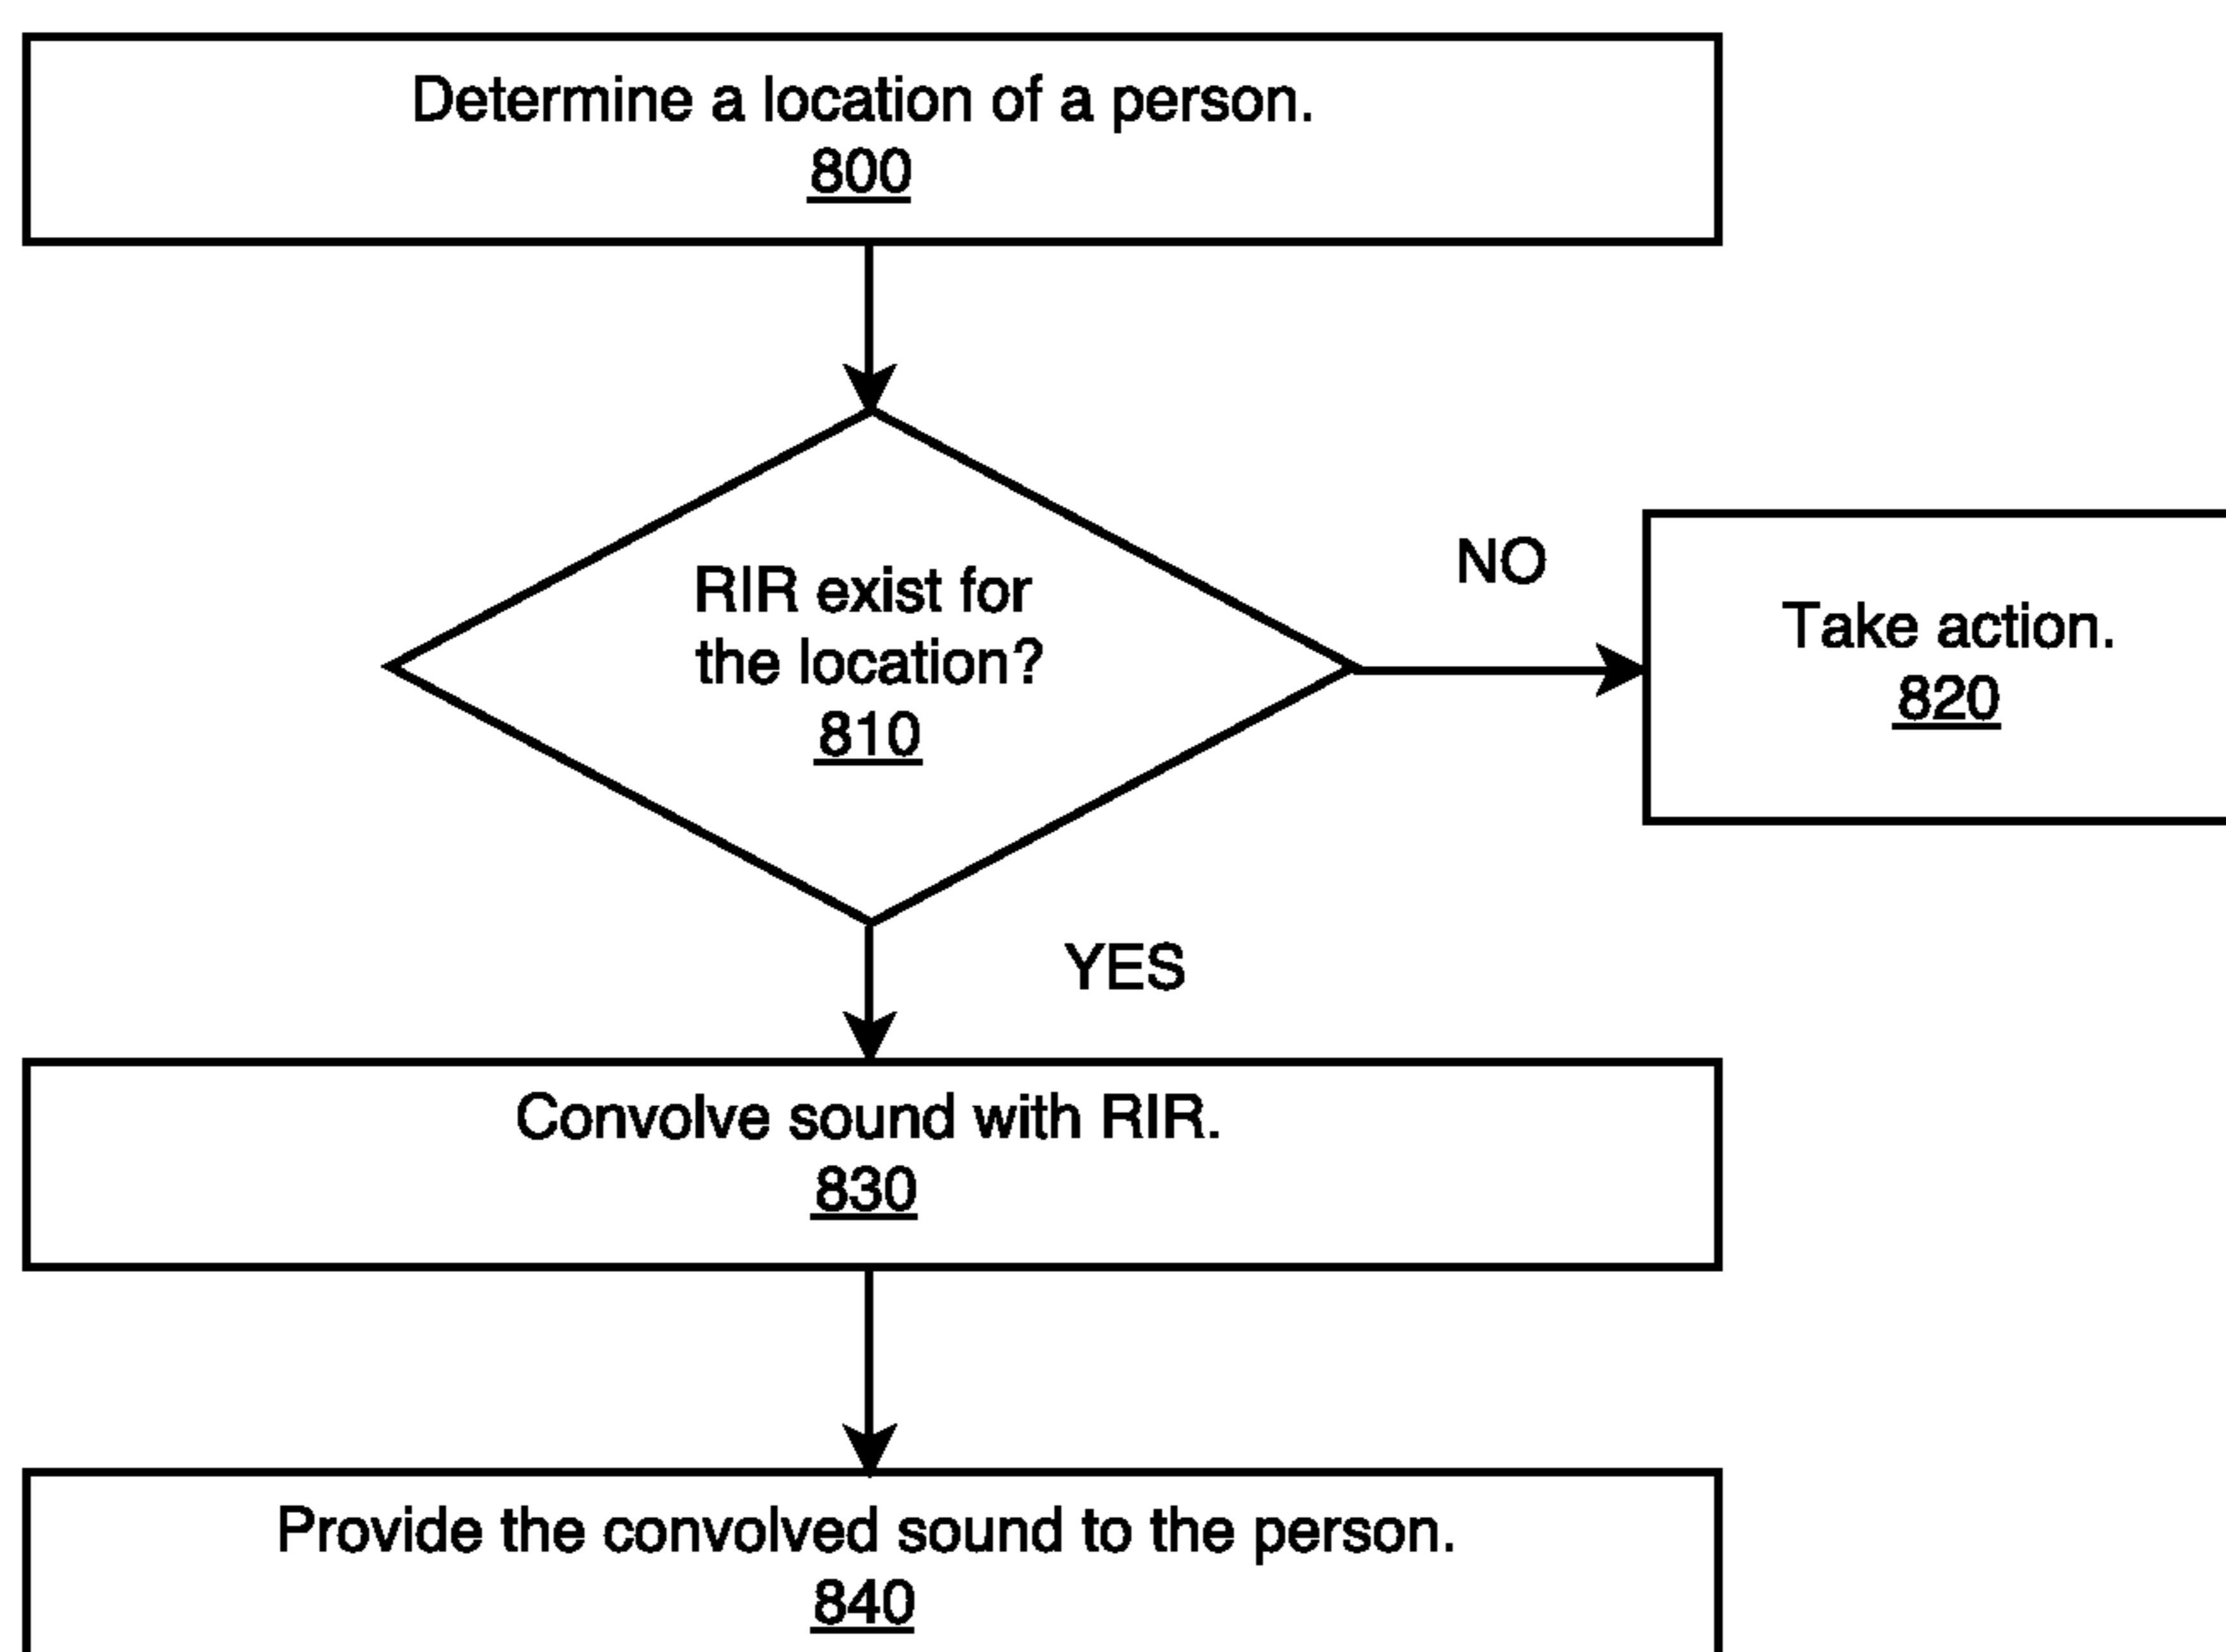 Determine a location of a person.
800
RIR exist for
the location?
810
NO
Take action.
820
YES
Convolve sound with RIR.
830
Provide the convolved sound to the person.
840